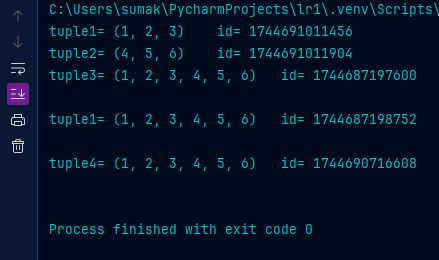 C:\Users\sumak\PycharmProjects\lr1\.venv\Scripts\
tuple1= (1, 2, 3)    id= 1744691011456
tuple2= (4, 5, 6)    id= 1744691011904
tuple3= (1, 2, 3, 4, 5, 6)   id= 1744687197600
tuple1= (1, 2, 3, 4, 5, 6)   id= 1744687198752
tuple4= (1, 2, 3, 4, 5, 6)   id= 1744690716608
Process finished with exit code 0